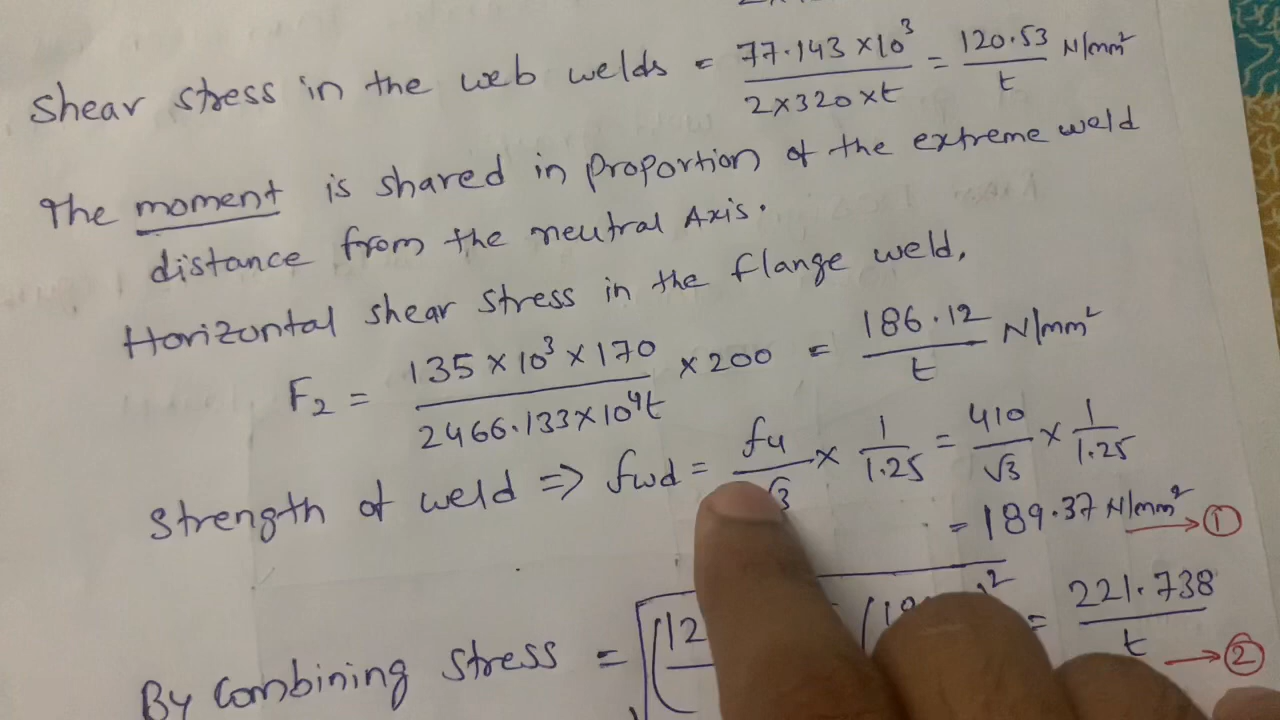 Shear stress in the web welds = 77.143 x 10³ / 2 x 320 x t = 120.53 / t N/mm²
The moment is shared in proportion of the extreme weld
distance from the neutral Axis.
Horizontal shear stress in the flange weld,
F₂ = 135 x 10³ x 170 / 2466.133 x 10⁴t x 200 = 186.12 / t N/mm²
Strength of weld => fwd = fu / √3 x 1 / 1.25 = 410 / √3 x 1 / 1.25
= 189.37 N/mm² → ①
By Combining stress = √ = 221.738 / t → ②